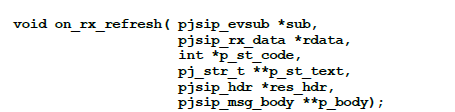 void on_rx_refresh( pjsip_evsub *sub,
pjsip_rx_data *rdata,
int *p_st_code,
pj_str_t **p_st_text,
pjsip_hdr *res_hdr,
pjsip_msg_body **p_body);